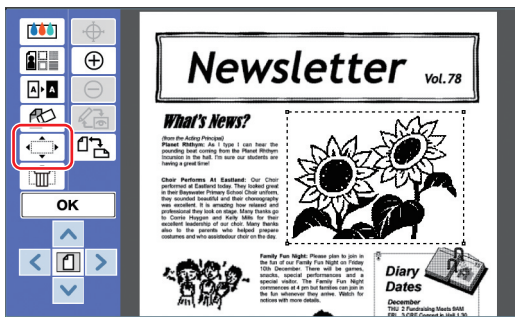 A A
OK
Newsletter Vol.78
What's News?
(from the Acting Principal)
Planet Rhthym: As I type I can hear the
pounding beat coming from the Planet Rhthym
Incursion in the hall. I'm sure our students are
having a great time!
Choir Performs At Eastland: Our Choir
performed at Eastland today. They looked great
in their Bayswater Primary School Choir uniform,
they sounded beautiful and their choreography
was excellent. It is amazing how relaxed and
professional they look on stage. Many thanks go
to Corrie Huygen and Kelly Mills for their
excellent leadership of our choir. Many thanks
also to the parents who helped prepare
costumes and who assistedour choir on the day.
Family Fun Night: Please plan to join in
the fun of our Family Fun Night on Friday
10th December. There will be games,
snacks, special performances and a
special visitor. The Family Fun Night
commences at 4 pm but families can join in
the fun whenever they arrive. Watch for
notices with more details.
Diary
Dates
December
THU 2 Fundraising Meets 9AM